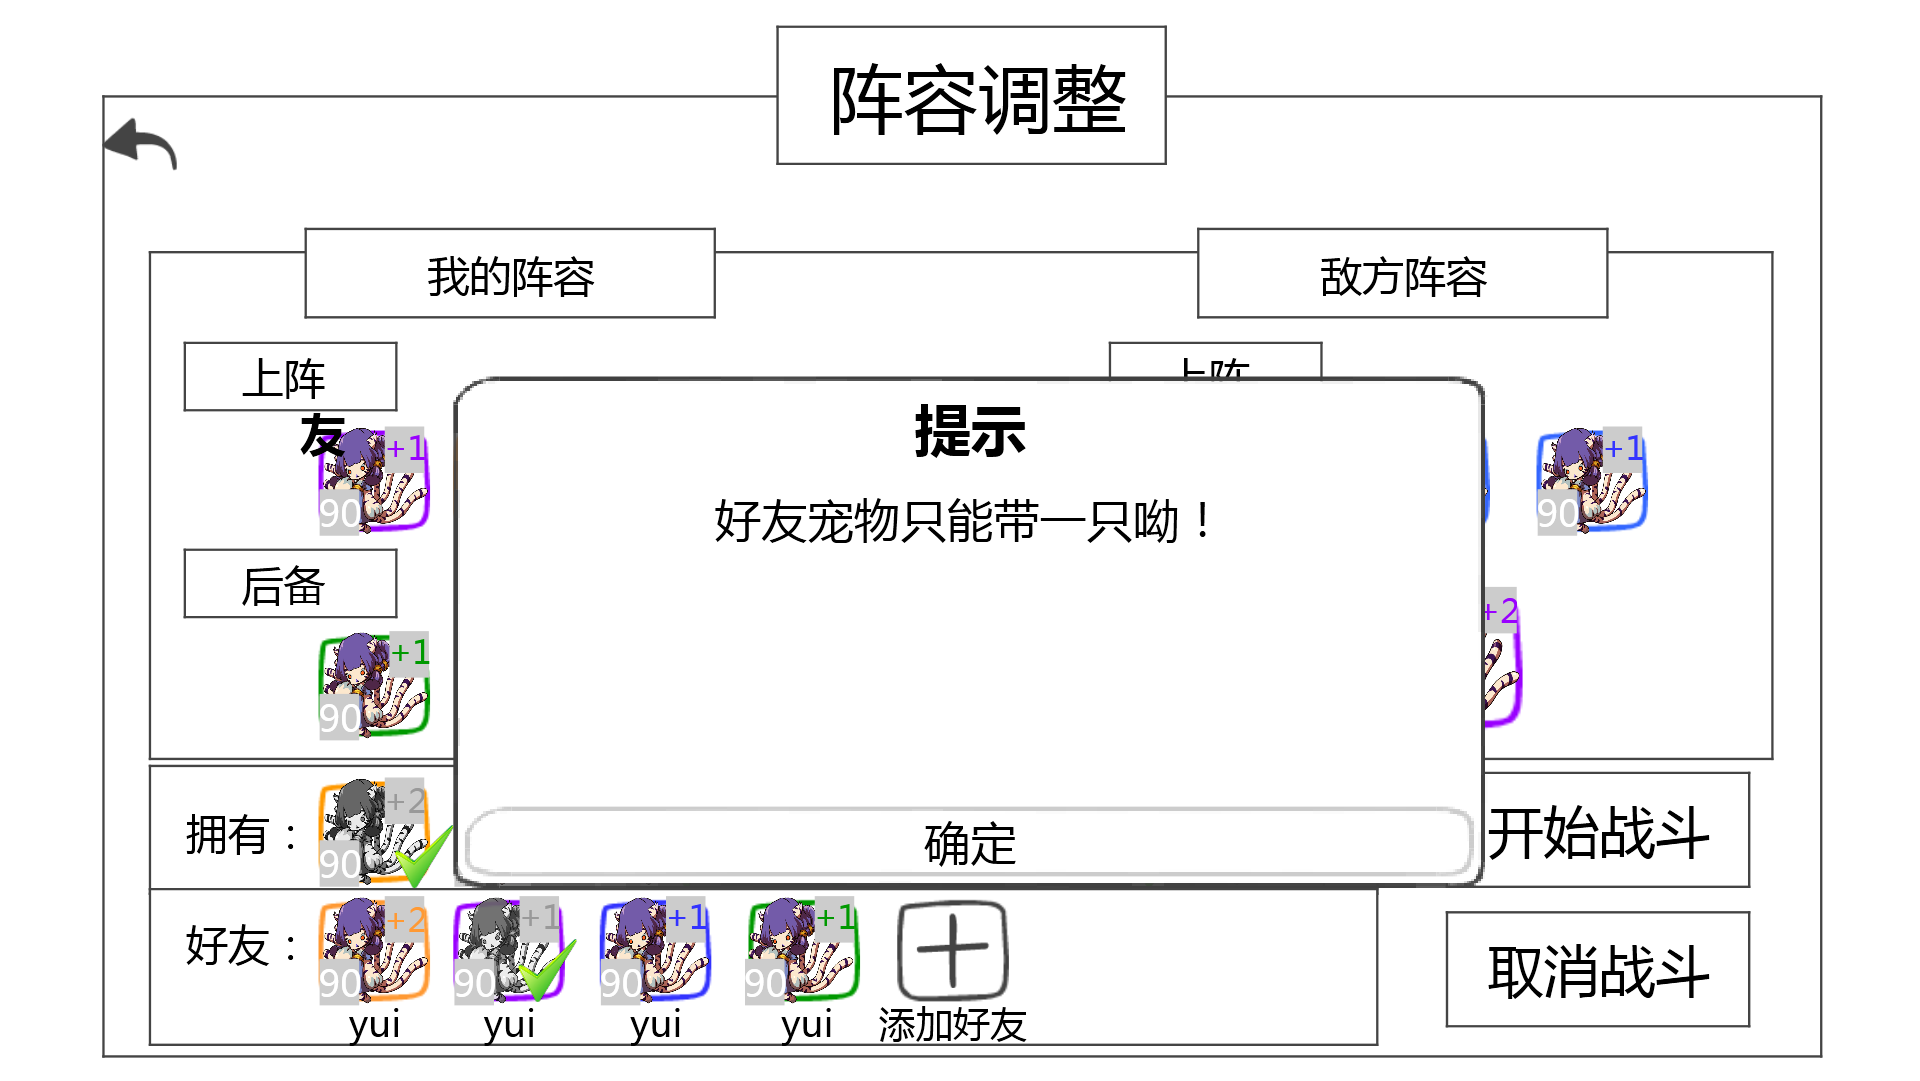 阵容调整
我的阵容
敌方阵容
上阵
上阵
友
+1
90
+1
90
提示
好友宠物只能带一只呦！
后备
+1
90
+2
拥有：
+2
90
确定
开始战斗
好友：
+2
90
yui
+1
90
yui
+1
90
yui
+1
90
yui
添加好友
取消战斗